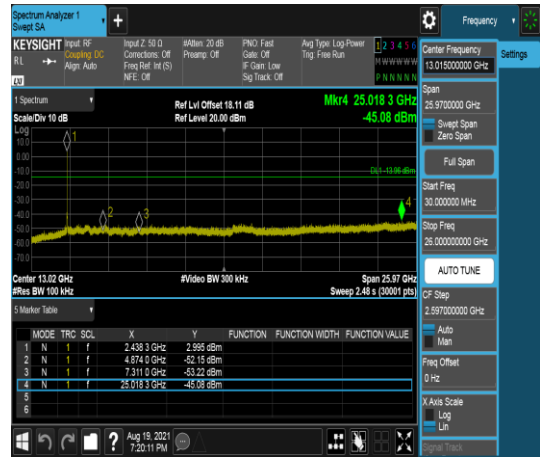 Spectrum Analyzer 1
Swept SA
+
Frequency
KEYSIGHT
RL
LXI
Input: RF
Coupling: DC
Align: Auto
Input Z: 50 Ω
Corrections: Off
Freq Ref: Int (S)
NFE: Off
#Atten: 20 dB
Preamp: Off
PNO: Fast
Gate: Off
IF Gain: Low
Sig Track: Off
Avg Type: Log-Power
Trig: Free Run
1 2 3 4 5 6
M W W W W W
P N N N N N
1 Spectrum
Scale/Div 10 dB
Ref Lvl Offset 18.11 dB
Ref Level 20.00 dBm
Mkr4 25.018 3 GHz
-45.08 dBm
Log
10.0
0.00
-10.0
-20.0
-30.0
-40.0
-50.0
-60.0
-70.0
1
2
3
4
DL1 -13.96 dBm
Center 13.02 GHz
#Res BW 100 kHz
#Video BW 300 kHz
Span 25.97 GHz
Sweep 2.48 s (30001 pts)
5 Marker Table
MODE TRC SCL X Y FUNCTION FUNCTION WIDTH FUNCTION VALUE
1 N 1 f 2.438 3 GHz 2.995 dBm
2 N 1 f 4.874 0 GHz -52.15 dBm
3 N 1 f 7.311 0 GHz -53.22 dBm
4 N 1 f 25.018 3 GHz -45.08 dBm
5
6
Aug 19, 2021
7:20:11 PM
?
Center Frequency
13.015000000 GHz
Span
25.9700000 GHz
Swept Span
Zero Span
Full Span
Start Freq
30.000000 MHz
Stop Freq
26.000000000 GHz
AUTO TUNE
CF Step
2.597000000 GHz
Auto
Man
Freq Offset
0 Hz
X Axis Scale
Log
Lin
Signal Track
Settings